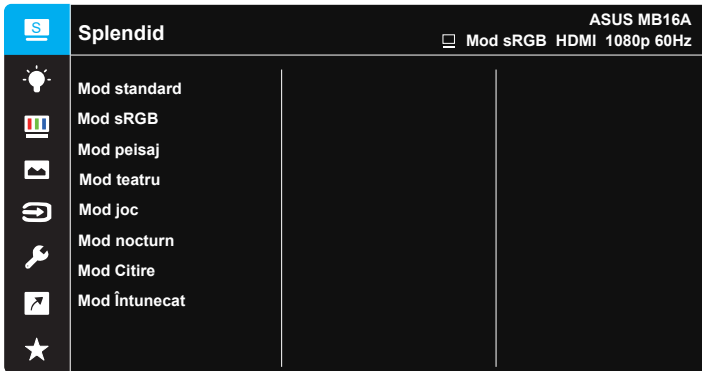 S
Splendid
ASUS MB16A
Mod sRGB HDMI 1080p 60Hz
Mod standard
Mod sRGB
Mod peisaj
Mod teatru
Mod joc
Mod nocturn
Mod Citire
Mod Întunecat